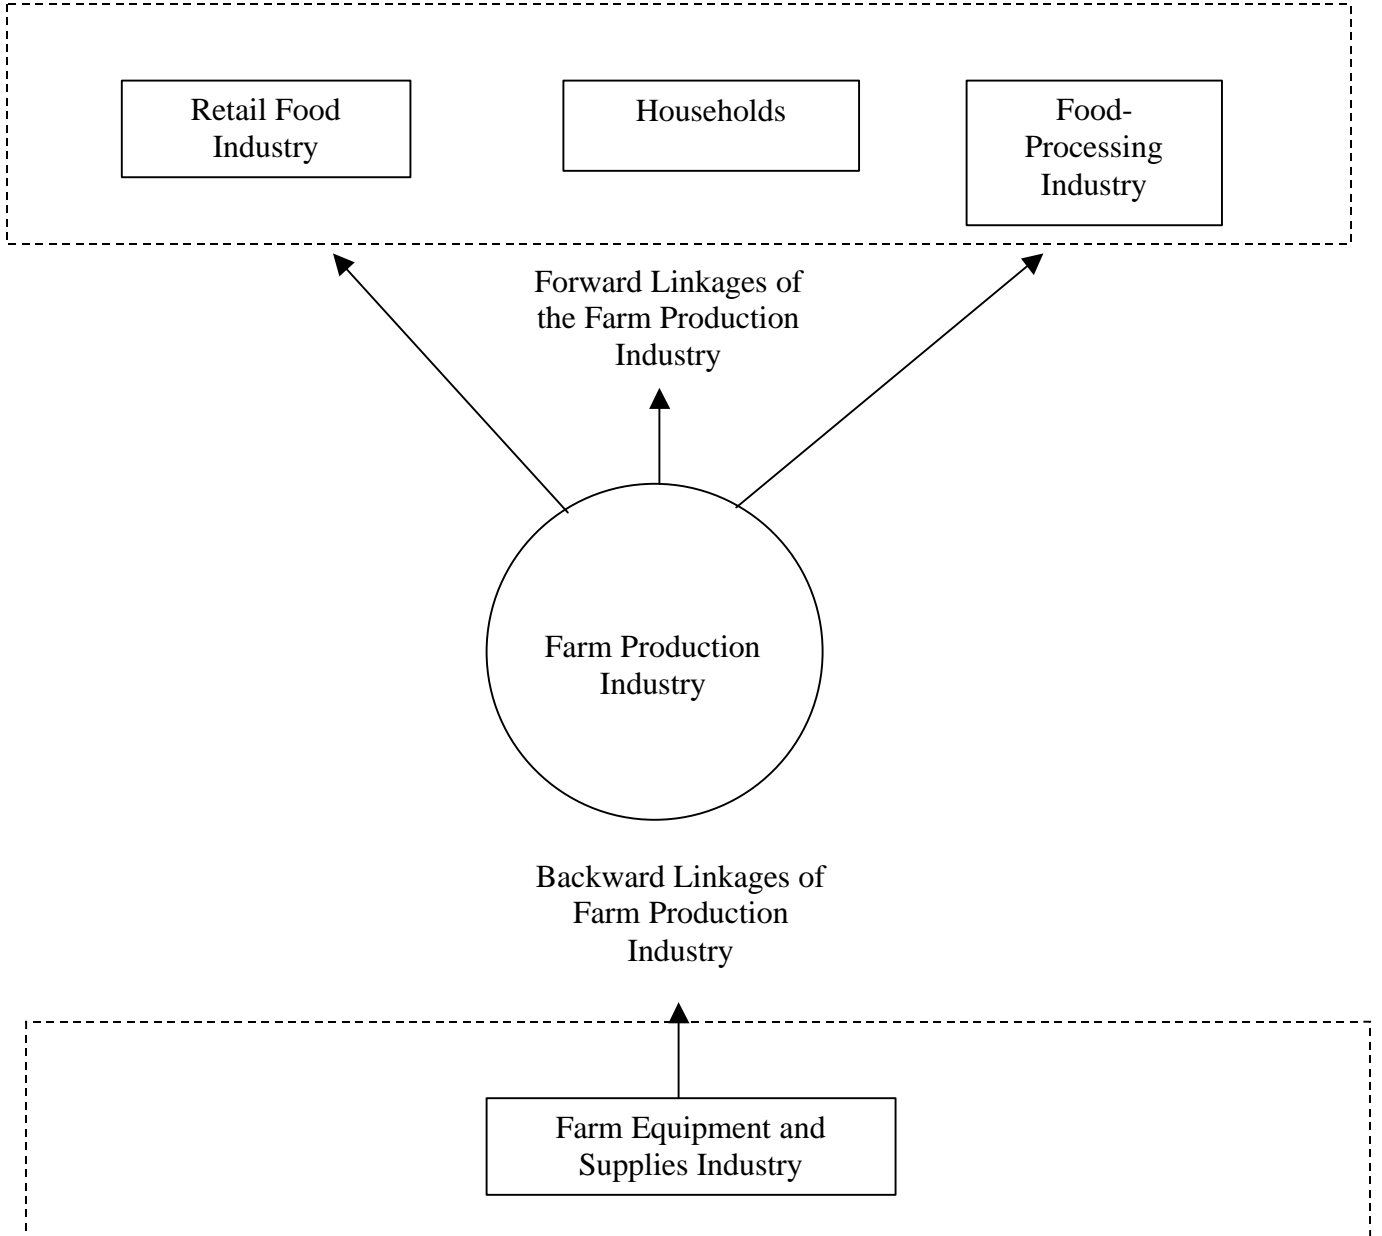 Retail Food
Industry
Households
Food-
Processing
Industry
Forward Linkages of
the Farm Production
Industry
Farm Production
Industry
Backward Linkages of
Farm Production
Industry
Farm Equipment and
Supplies Industry